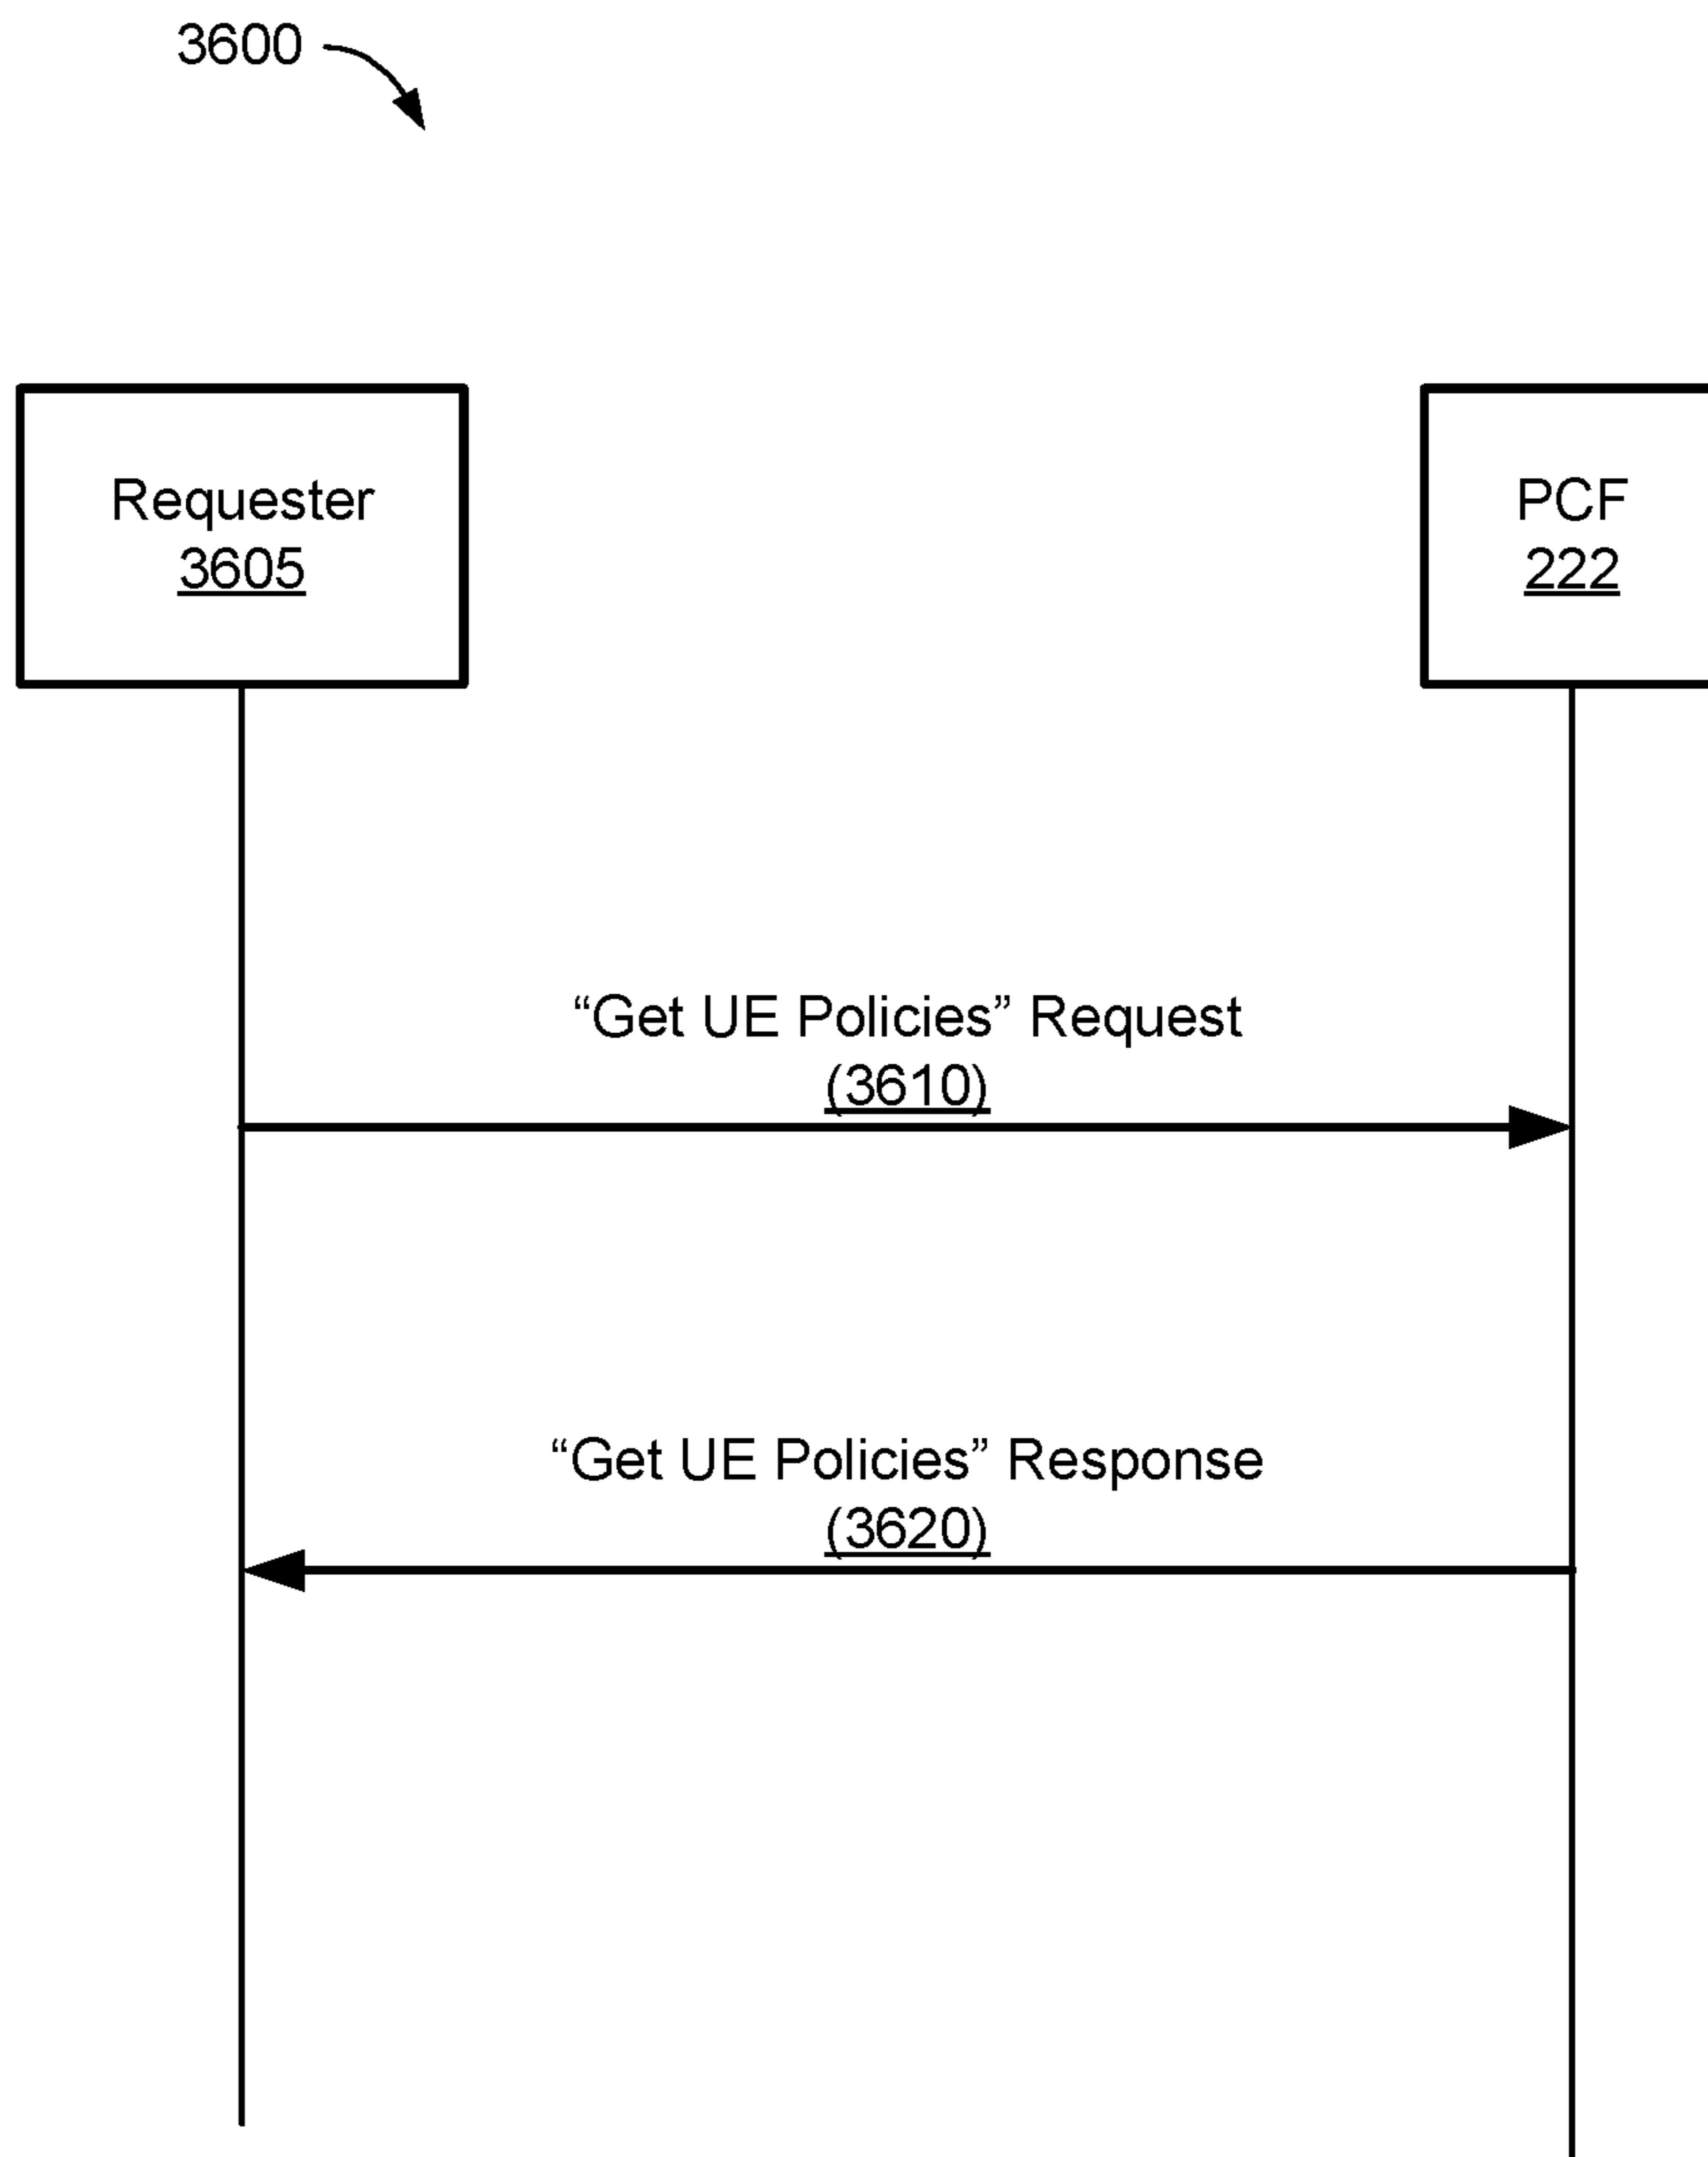 3600
Requester
3605
PCF
222
“Get UE Policies” Request
(3610)
“Get UE Policies” Response
(3620)